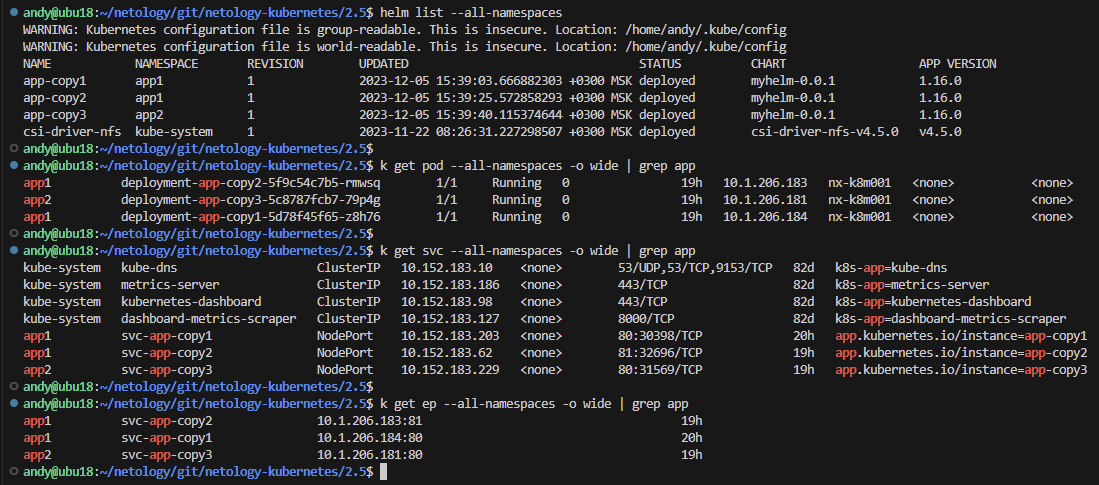 andy@ubu18:~/netology/git/netology-kubernetes/2.5$ helm list --all-namespaces
WARNING: Kubernetes configuration file is group-readable. This is insecure. Location: /home/andy/.kube/config
WARNING: Kubernetes configuration file is world-readable. This is insecure. Location: /home/andy/.kube/config
NAME NAMESPACE REVISION UPDATED STATUS CHART APP VERSION
app-copy1 app1 1 2023-12-05 15:39:03.666882303 +0300 MSK deployed myhelm-0.0.1 1.16.0
app-copy2 app1 1 2023-12-05 15:39:25.572858293 +0300 MSK deployed myhelm-0.0.1 1.16.0
app-copy3 app2 1 2023-12-05 15:39:40.115374644 +0300 MSK deployed myhelm-0.0.1 1.16.0
csi-driver-nfs kube-system 1 2023-11-22 08:26:31.227298507 +0300 MSK deployed csi-driver-nfs-v4.5.0 v4.5.0
andy@ubu18:~/netology/git/netology-kubernetes/2.5$
andy@ubu18:~/netology/git/netology-kubernetes/2.5$ k get pod --all-namespaces -o wide | grep app
app1 deployment-app-copy2-5f9c54c7b5-rmwsq 1/1 Running 0 19h 10.1.206.183 nx-k8m001 <none> <none>
app2 deployment-app-copy3-5c8787fcb7-79p4g 1/1 Running 0 19h 10.1.206.181 nx-k8m001 <none> <none>
app1 deployment-app-copy1-5d78f45f65-z8h76 1/1 Running 0 19h 10.1.206.184 nx-k8m001 <none> <none>
andy@ubu18:~/netology/git/netology-kubernetes/2.5$
andy@ubu18:~/netology/git/netology-kubernetes/2.5$ k get svc --all-namespaces -o wide | grep app
kube-system kube-dns ClusterIP 10.152.183.10 <none> 53/UDP,53/TCP,9153/TCP 82d k8s-app=kube-dns
kube-system metrics-server ClusterIP 10.152.183.186 <none> 443/TCP 82d k8s-app=metrics-server
kube-system kubernetes-dashboard ClusterIP 10.152.183.98 <none> 443/TCP 82d k8s-app=kubernetes-dashboard
kube-system dashboard-metrics-scraper ClusterIP 10.152.183.127 <none> 8000/TCP 82d k8s-app=dashboard-metrics-scraper
app1 svc-app-copy1 NodePort 10.152.183.203 <none> 80:30398/TCP 20h app.kubernetes.io/instance=app-copy1
app1 svc-app-copy2 NodePort 10.152.183.62 <none> 81:32696/TCP 19h app.kubernetes.io/instance=app-copy2
app2 svc-app-copy3 NodePort 10.152.183.229 <none> 80:31569/TCP 19h app.kubernetes.io/instance=app-copy3
andy@ubu18:~/netology/git/netology-kubernetes/2.5$
andy@ubu18:~/netology/git/netology-kubernetes/2.5$ k get ep --all-namespaces -o wide | grep app
app1 svc-app-copy2 10.1.206.183:81 19h
app1 svc-app-copy1 10.1.206.184:80 20h
app2 svc-app-copy3 10.1.206.181:80 19h
andy@ubu18:~/netology/git/netology-kubernetes/2.5$